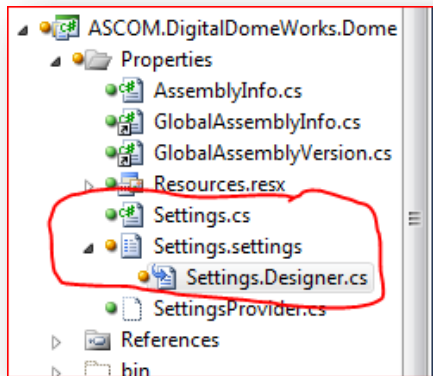 ASCOM.DigitalDomeWorks.Dome
Properties
AssemblyInfo.cs
GlobalAssemblyInfo.cs
GlobalAssemblyVersion.cs
Resources.resx
Settings.cs
Settings.settings
Settings.Designer.cs
SettingsProvider.cs
References
bin